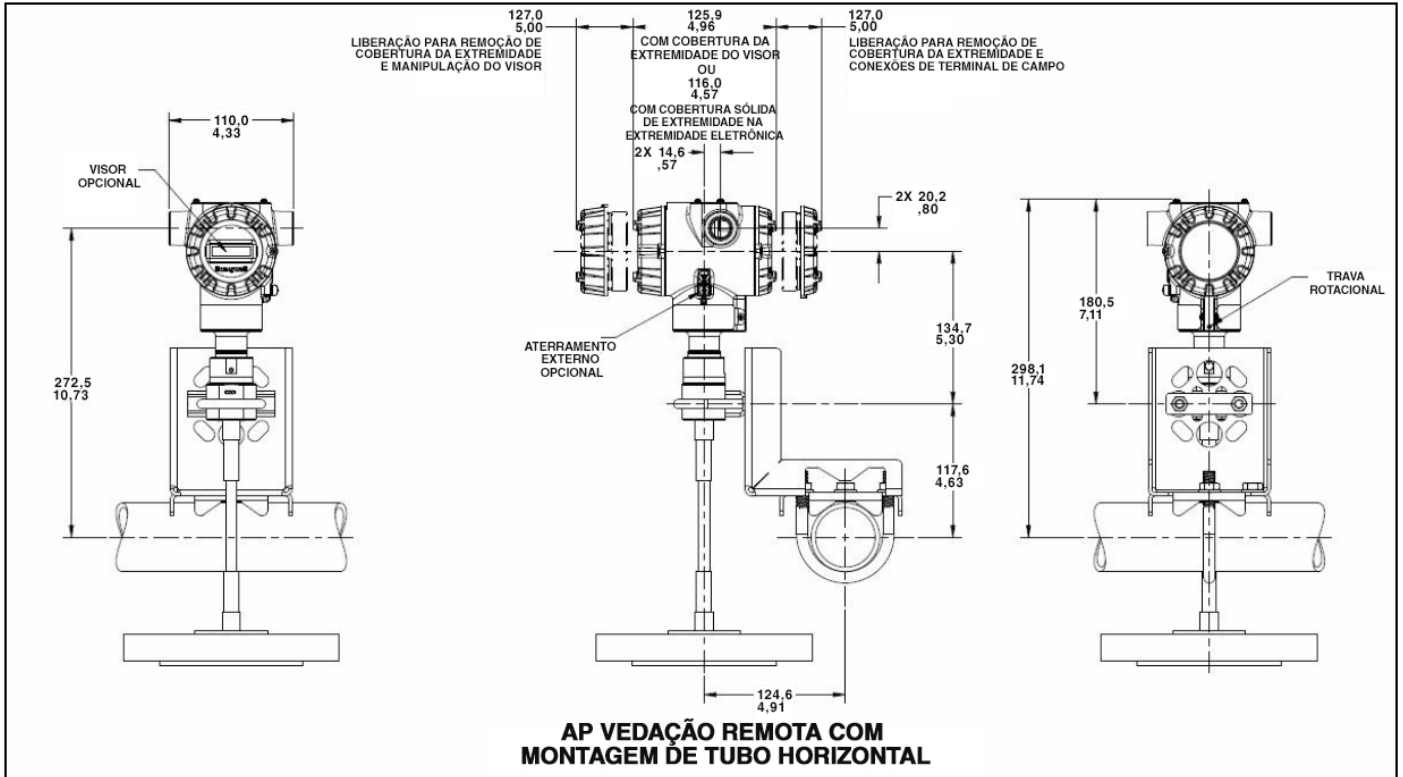 127,0
5,00
LIBERAÇÃO PARA REMOÇÃO DE
COBERTURA DA EXTREMIDADE
E MANIPULAÇÃO DO VISOR
125,9
4,96
COM COBERTURA DA
EXTREMIDADE DO VISOR
OU
116,0
4,57
COM COBERTURA SÓLIDA
DE EXTREMIDADE NA
EXTREMIDADE ELETRÔNICA
2X 14,6
,57
127,0
5,00
LIBERAÇÃO PARA REMOÇÃO DE
COBERTURA DA EXTREMIDADE E
CONEXÕES DE TERMINAL DE CAMPO
110,0
4,33
VISOR
OPCIONAL
Honeywell
272,5
10,73
2X 20,2
,80
ATERRAMENTO
EXTERNO
OPCIONAL
134,7
5,30
117,6
4,63
124,6
4,91
TRAVA
ROTACIONAL
180,5
7,11
298,1
11,74
AP VEDAÇÃO REMOTA COM
MONTAGEM DE TUBO HORIZONTAL